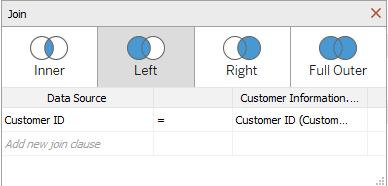 Join
Inner Left Right Full Outer
Data Source Customer Information....
Customer ID = Customer ID (Custom...
Add new join clause